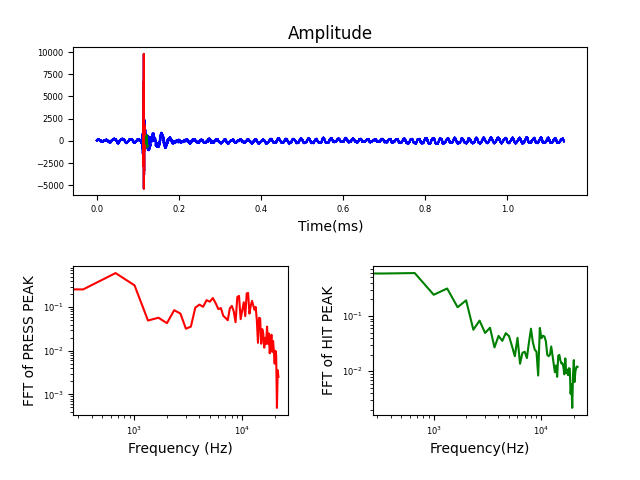 Amplitude
10000
7500
5000
2500
0
−2500
−5000
0.0 0.2 0.4 0.6 0.8 1.0
Time(ms)
FFT of PRESS PEAK
10⁻¹
10⁻²
10⁻³
10³ 10⁴
Frequency (Hz)
FFT of HIT PEAK
10⁻¹
10⁻²
10³ 10⁴
Frequency(Hz)